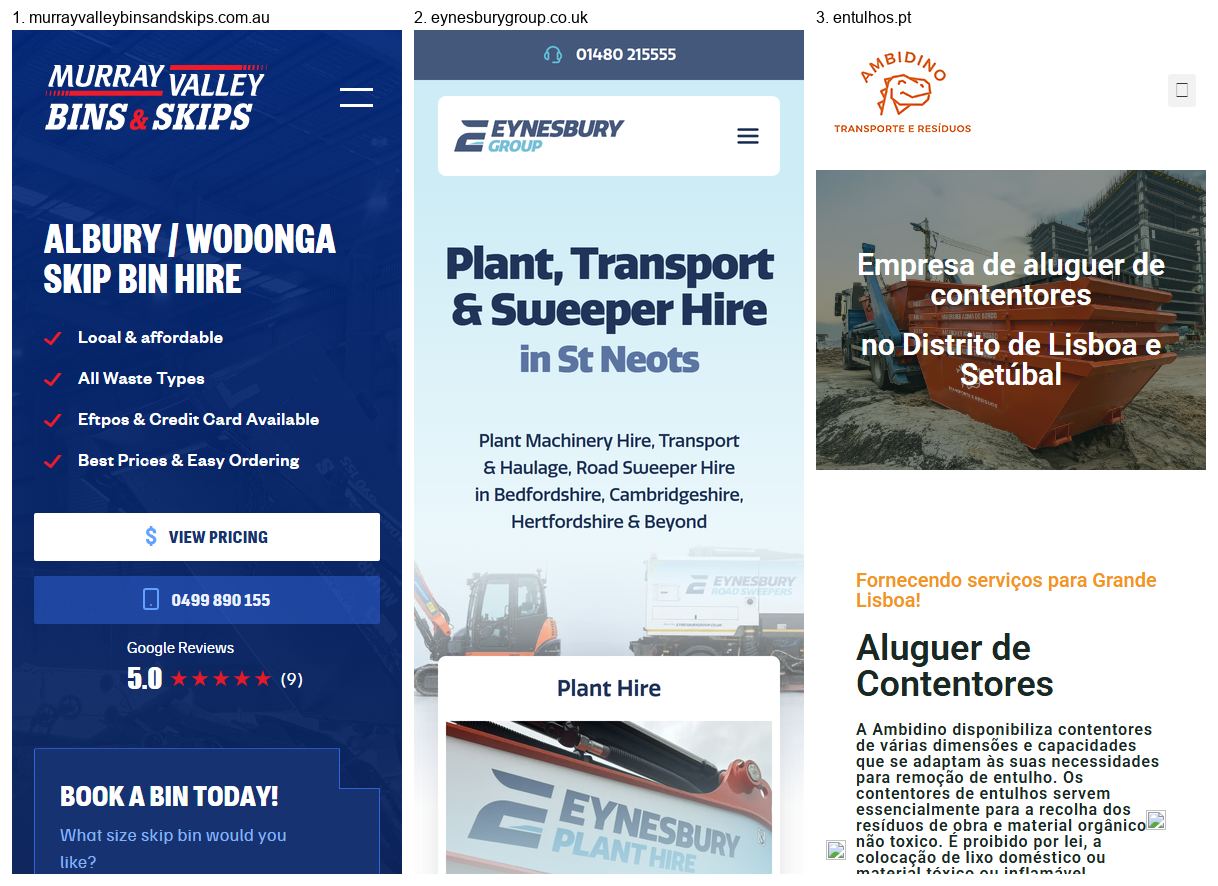 1. murrayvalleybinsandskips.com.au
MURRAY VALLEY
BINS & SKIPS
ALBURY / WODONGA
SKIP BIN HIRE
Local & affordable
All Waste Types
Eftpos & Credit Card Available
Best Prices & Easy Ordering
$ VIEW PRICING
0499 890 155
Google Reviews
5.0 ★★★★★ (9)
BOOK A BIN TODAY!
What size skip bin would you
like?
2. eynesburygroup.co.uk
01480 215555
EYNESBURY
GROUP
Plant, Transport
& Sweeper Hire
in St Neots
Plant Machinery Hire, Transport
& Haulage, Road Sweeper Hire
in Bedfordshire, Cambridgeshire,
Hertfordshire & Beyond
EYNESBURY
ROAD SWEEPERS
Plant Hire
EYNESBURY
PLANT HIRE
3. entulhos.pt
AMBIDINO
TRANSPORTE E RESÍDUOS
Empresa de aluguer de
contentores
no Distrito de Lisboa e
Setúbal
TRANSPORTE E RESÍDUOS
Fornecendo serviços para Grande
Lisboa!
Aluguer de
Contentores
A Ambidino disponibiliza contentores
de várias dimensões e capacidades
que se adaptam às suas necessidades
para remoção de entulho. Os
contentores de entulhos servem
essencialmente para a recolha dos
resíduos de obra e material orgânico
não toxico. É proibido por lei, a
colocação de lixo doméstico ou
material tóxico ou inflamável